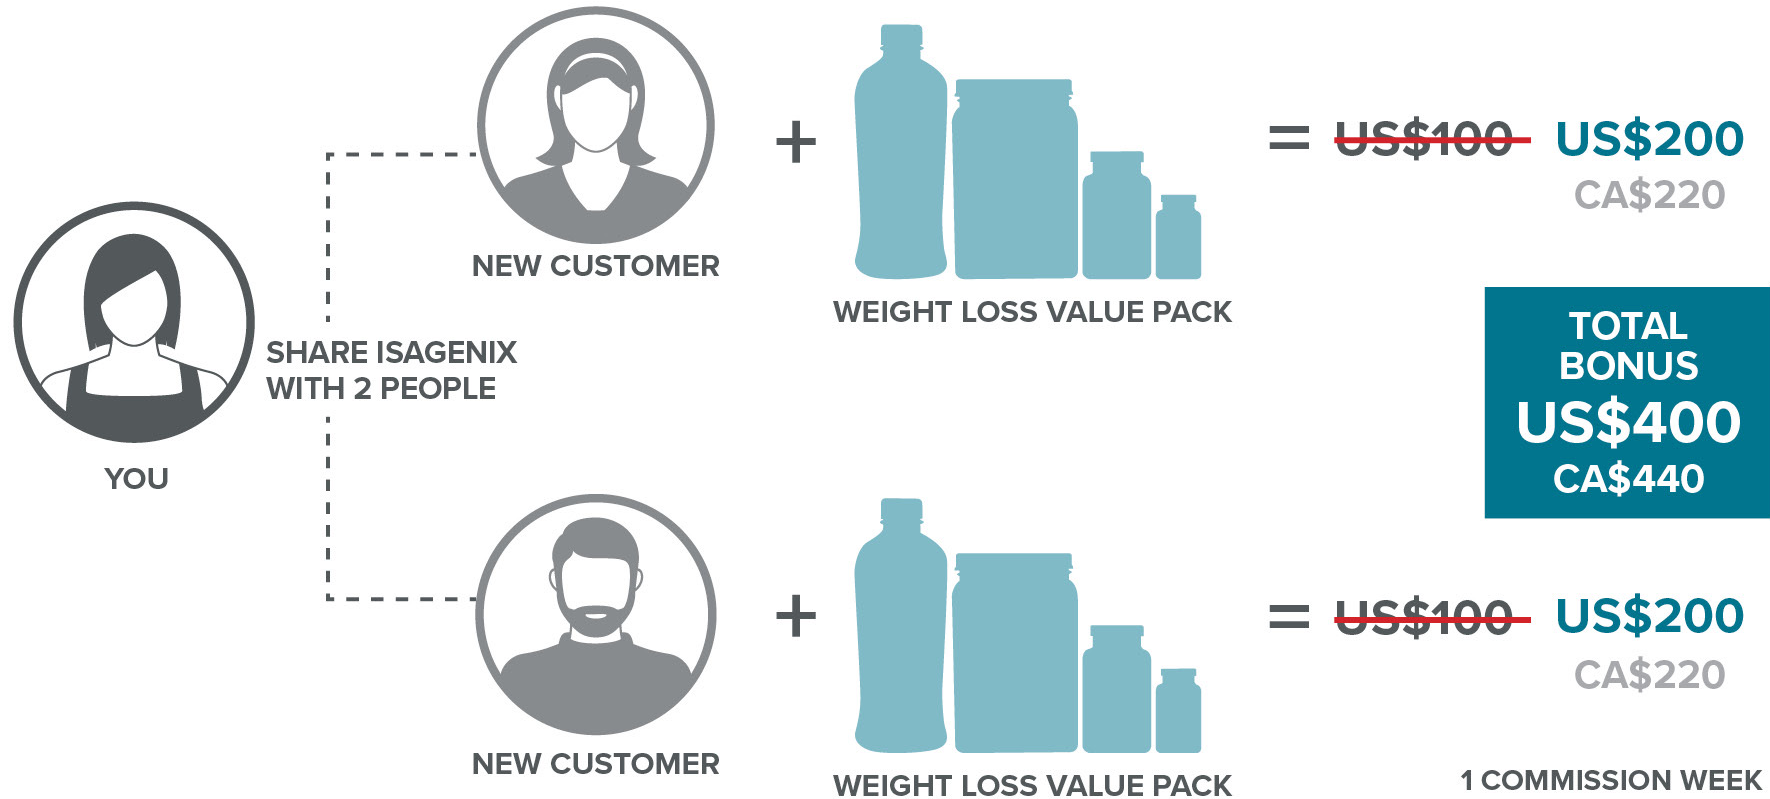 +
= US$100 US$200
CA$220
NEW CUSTOMER
WEIGHT LOSS VALUE PACK
SHARE ISAGENIX
WITH 2 PEOPLE
YOU
TOTAL
BONUS
US$400
CA$440
+
= US$100 US$200
CA$220
NEW CUSTOMER
WEIGHT LOSS VALUE PACK
1 COMMISSION WEEK